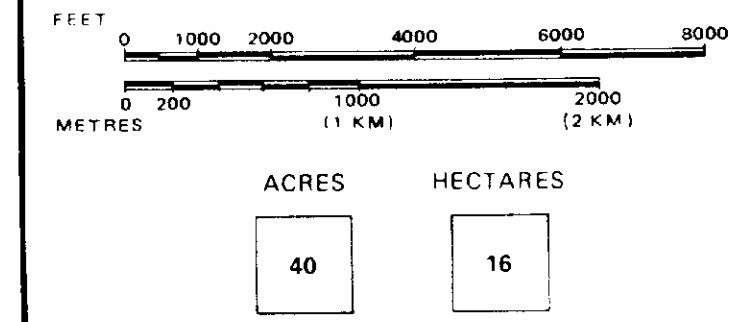 FEET
0 1000 2000 4000 6000 8000
0 200 1000 2000
METRES (1 KM) (2 KM)
ACRES HECTARES
40 16